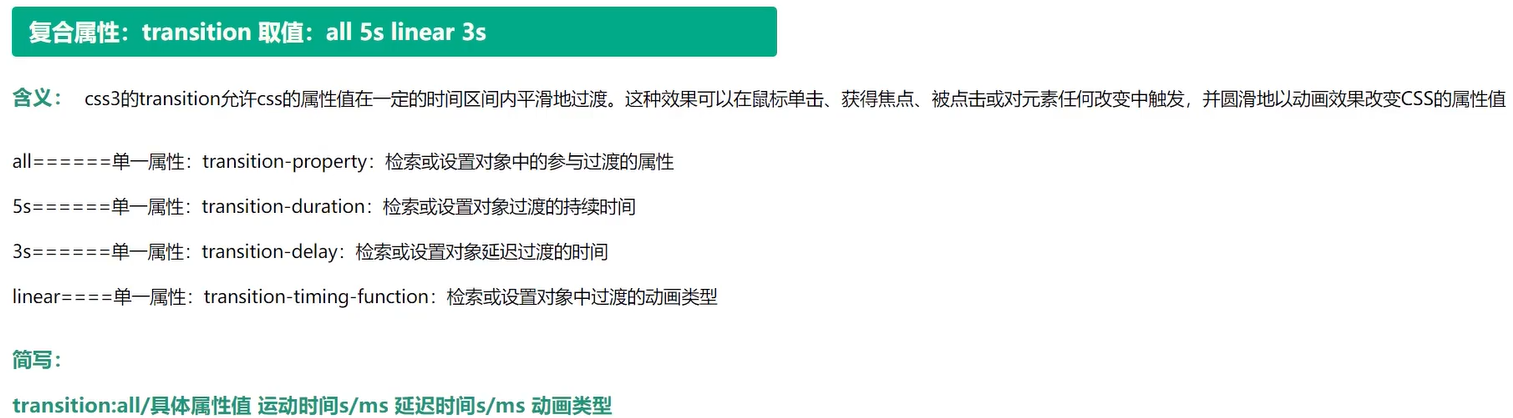 复合属性：transition 取值：all 5s linear 3s
含义： css3的transition允许css的属性值在一定的时间区间内平滑地过渡。这种效果可以在鼠标单击、获得焦点、被点击或对元素任何改变中触发，并圆滑地以动画效果改变CSS的属性值
all======单一属性：transition-property：检索或设置对象中的参与过渡的属性
5s======单一属性：transition-duration：检索或设置对象过渡的持续时间
3s======单一属性：transition-delay：检索或设置对象延迟过渡的时间
linear====单一属性：transition-timing-function：检索或设置对象中过渡的动画类型
简写：
transition:all/具体属性值 运动时间s/ms 延迟时间s/ms 动画类型